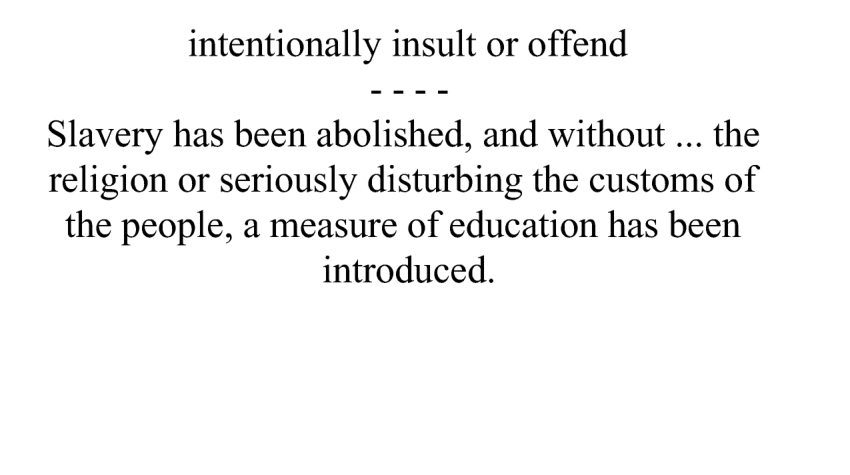 intentionally insult or offend
- - - -
Slavery has been abolished, and without ... the
religion or seriously disturbing the customs of
the people, a measure of education has been
introduced.